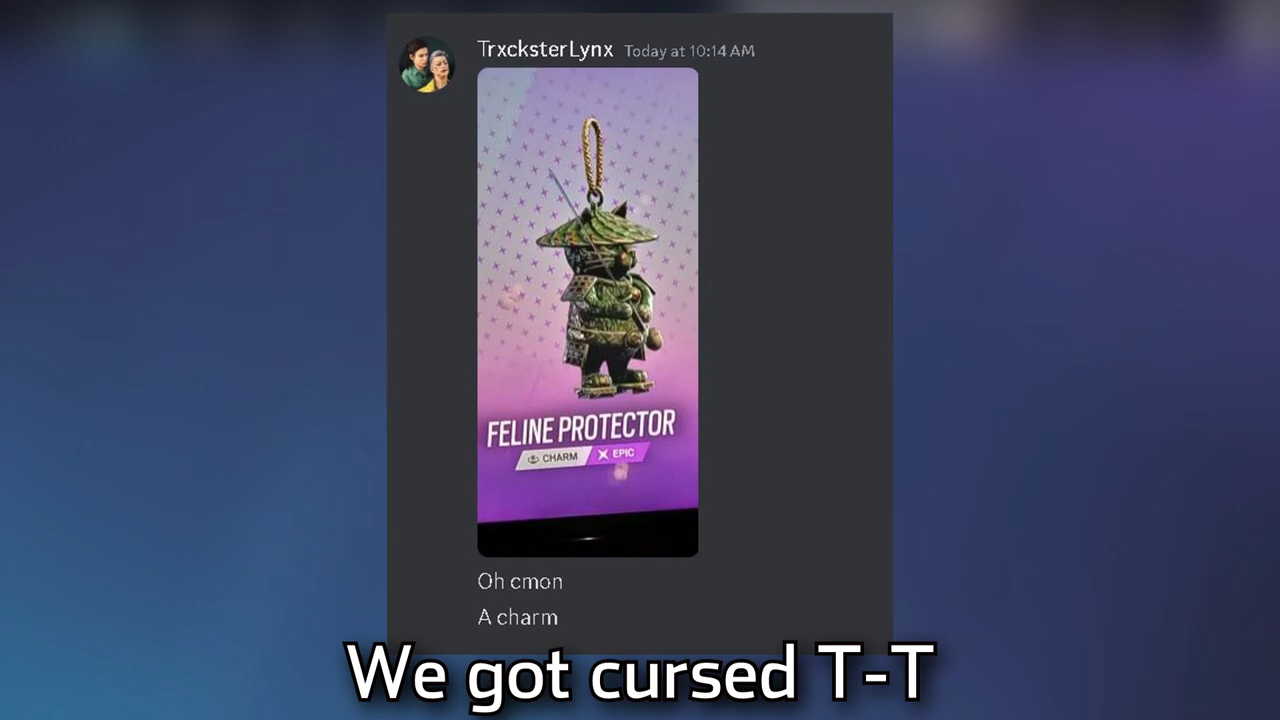 TrxcksterLynx Today at 10:14 AM
FELINE PROTECTOR
CHARM EPIC
Oh cmon
A charm
We got cursed T-T